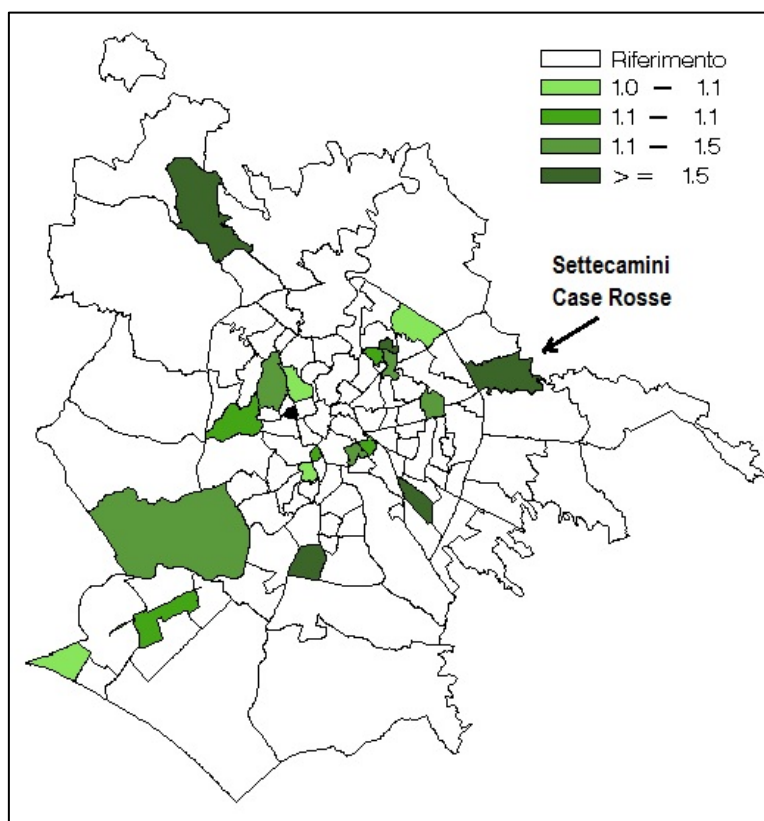 Riferimento
1.0 – 1.1
1.1 – 1.1
1.1 – 1.5
> = 1.5
Settecamini
Case Rosse